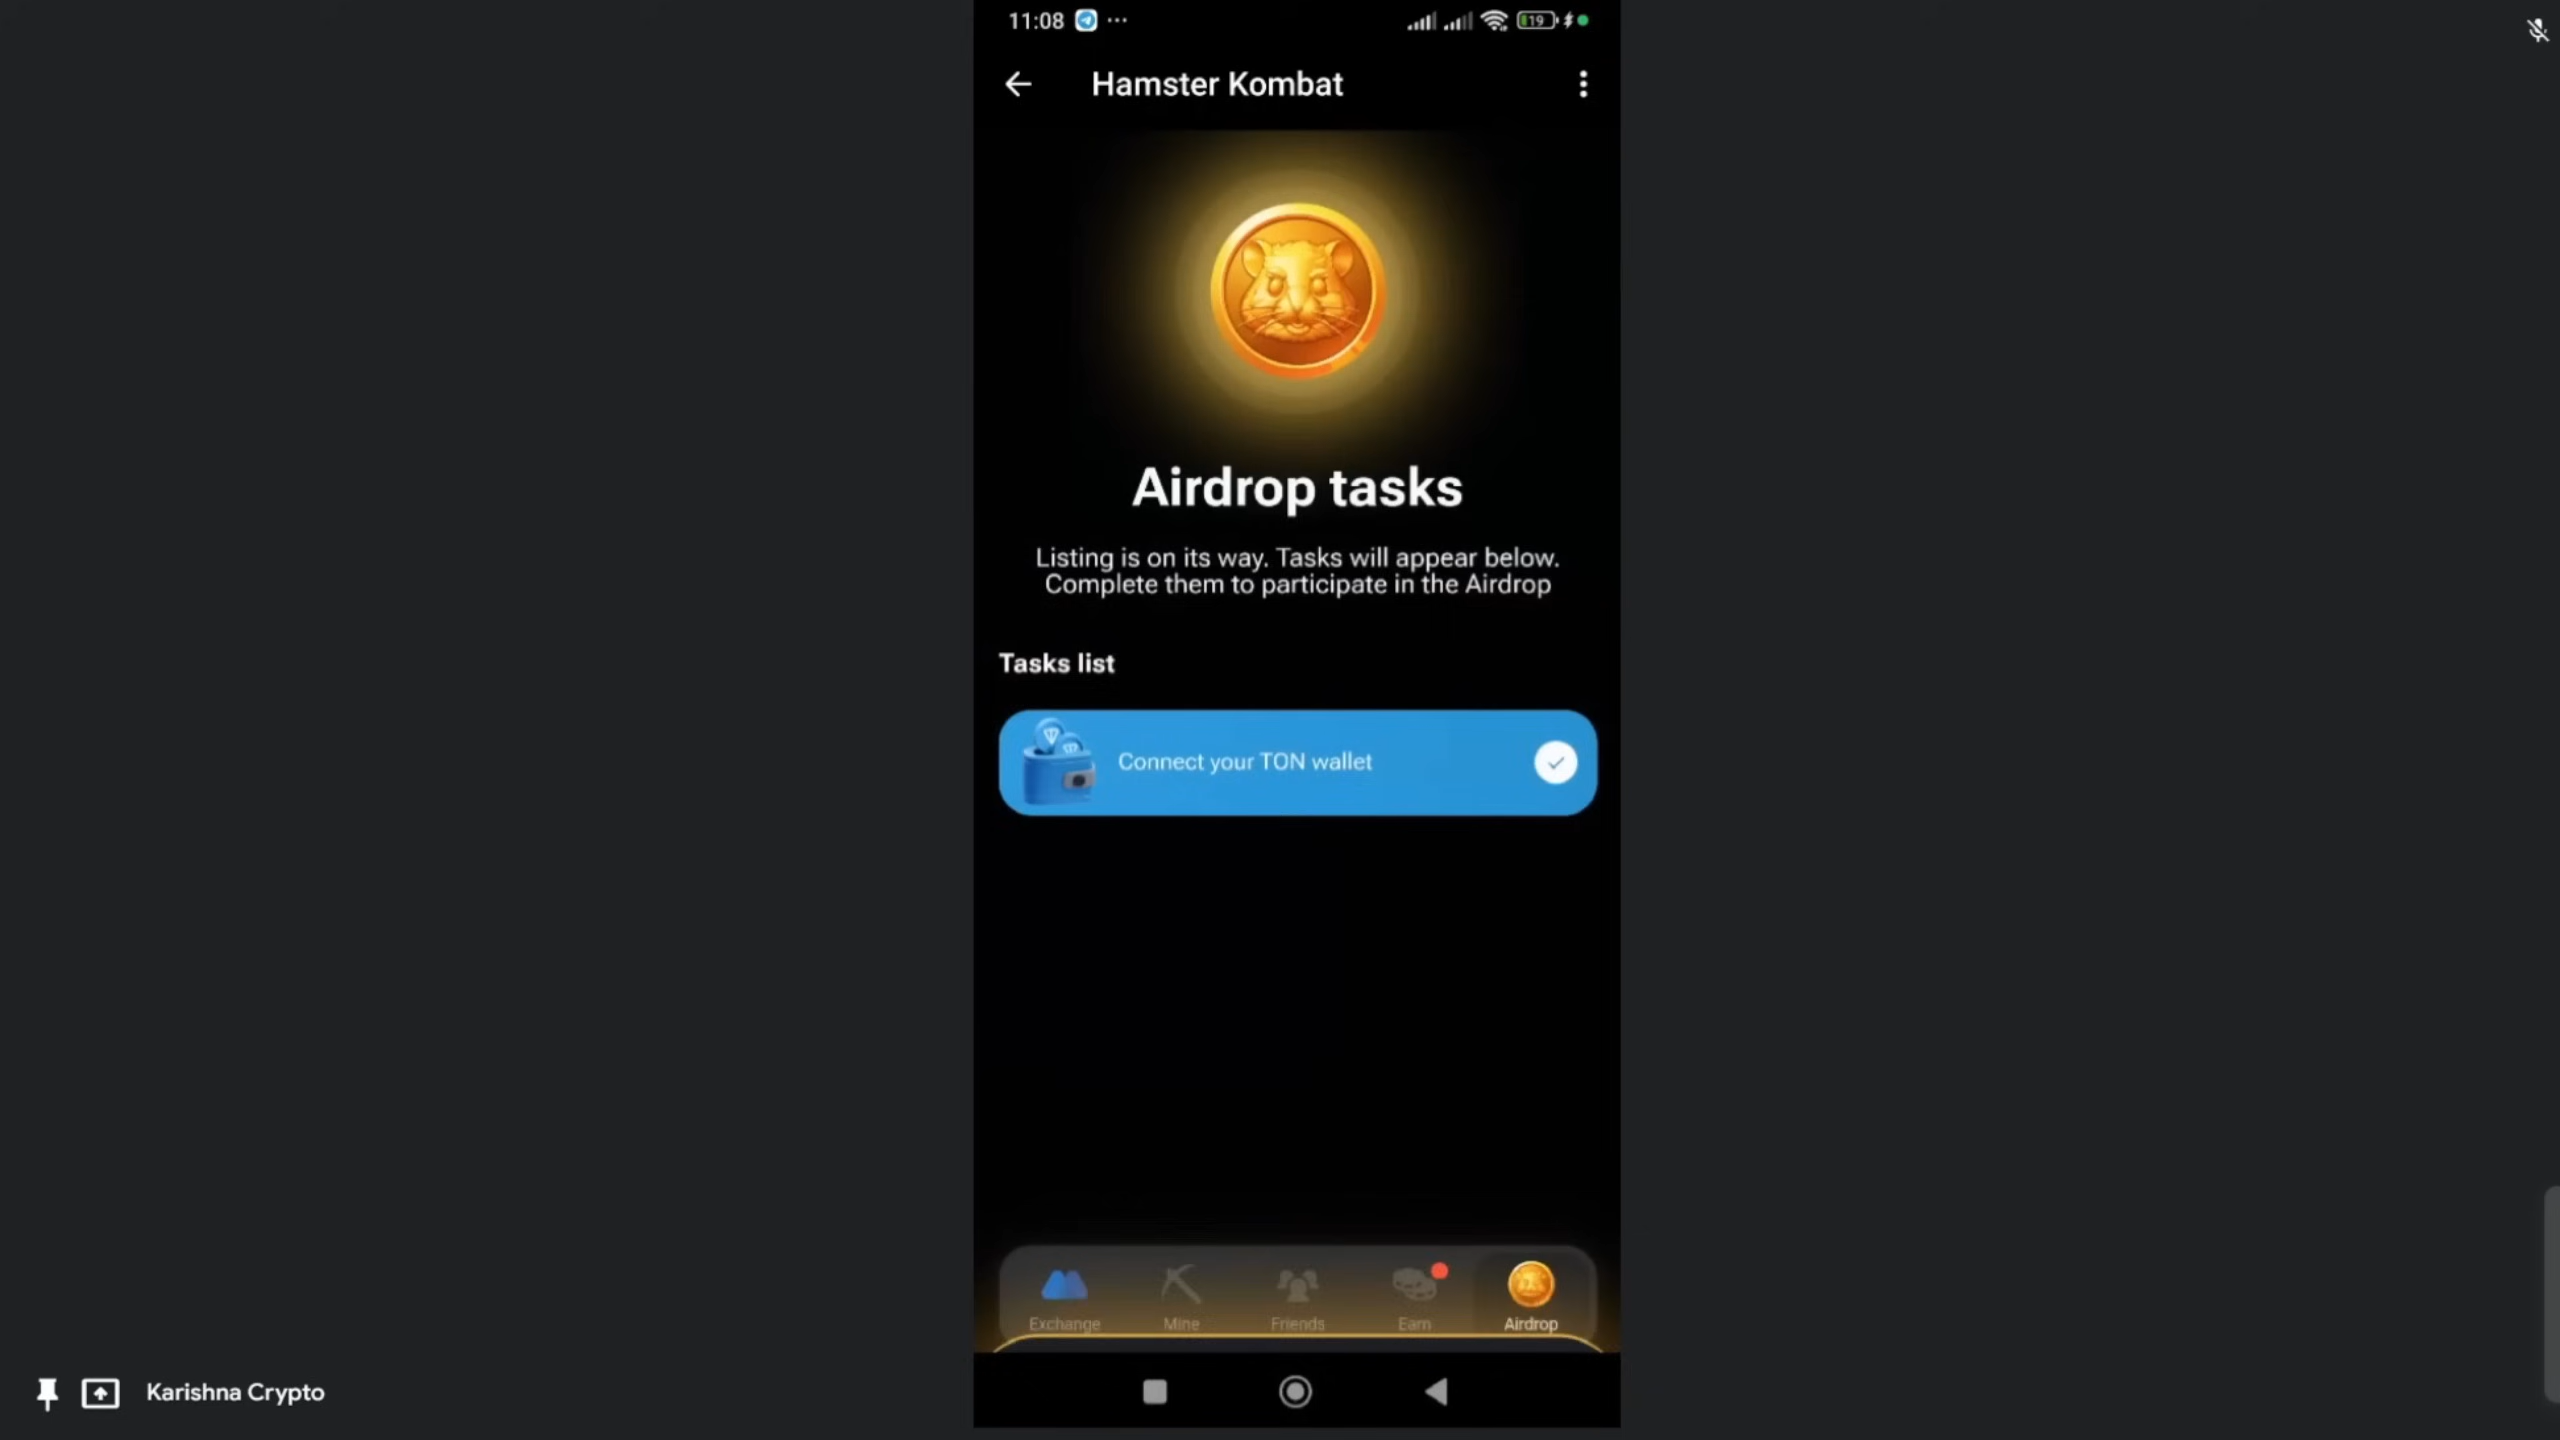 11:08
19
Hamster Kombat
Airdrop tasks
Listing is on its way. Tasks will appear below.
Complete them to participate in the Airdrop
Tasks list
Connect your TON wallet
Exchange
Mine
Friends
Earn
Airdrop
Karishna Crypto